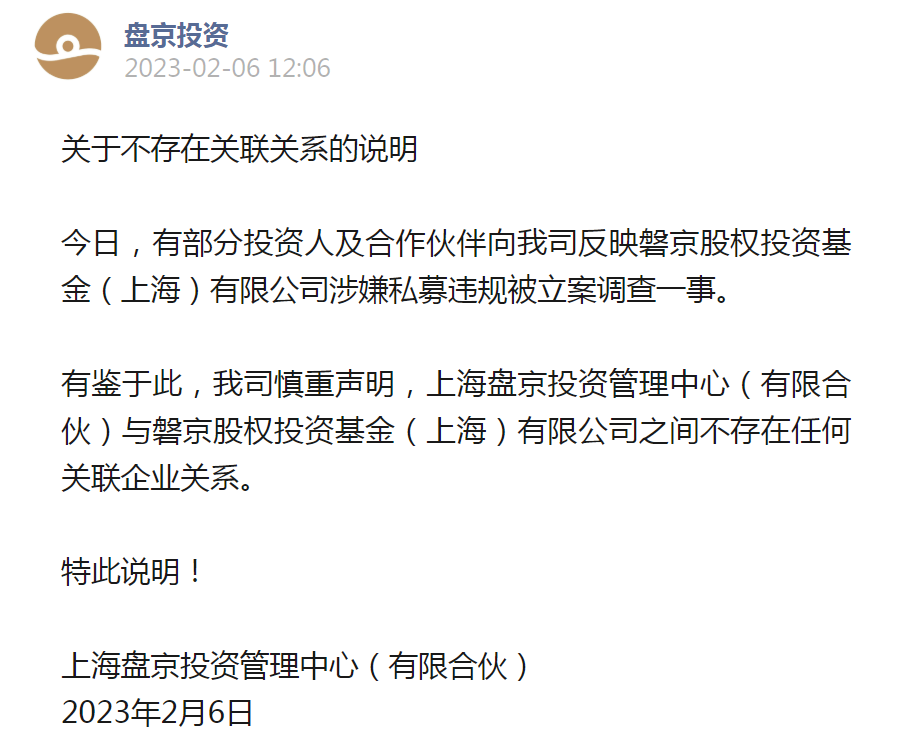 盘京投资
2023-02-06 12:06
关于不存在关联关系的说明
今日，有部分投资人及合作伙伴向我司反映磐京股权投资基
金（上海）有限公司涉嫌私募违规被立案调查一事。
有鉴于此，我司慎重声明，上海盘京投资管理中心（有限合
伙）与磐京股权投资基金（上海）有限公司之间不存在任何
关联企业关系。
特此说明！
上海盘京投资管理中心（有限合伙）
2023年2月6日